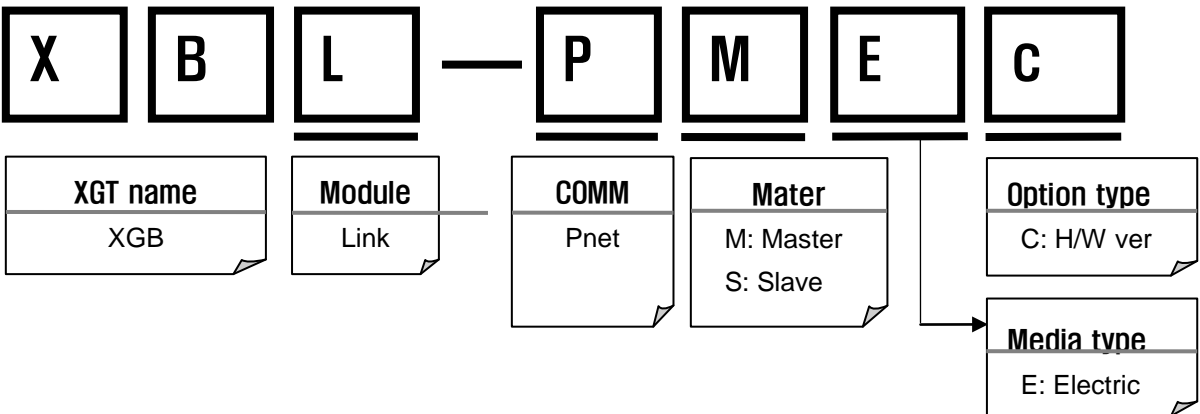 X B L — P M E C
XGT name
XGB
Module
Link
COMM
Pnet
Mater
M: Master
S: Slave
Option type
C: H/W ver
Media type
E: Electric